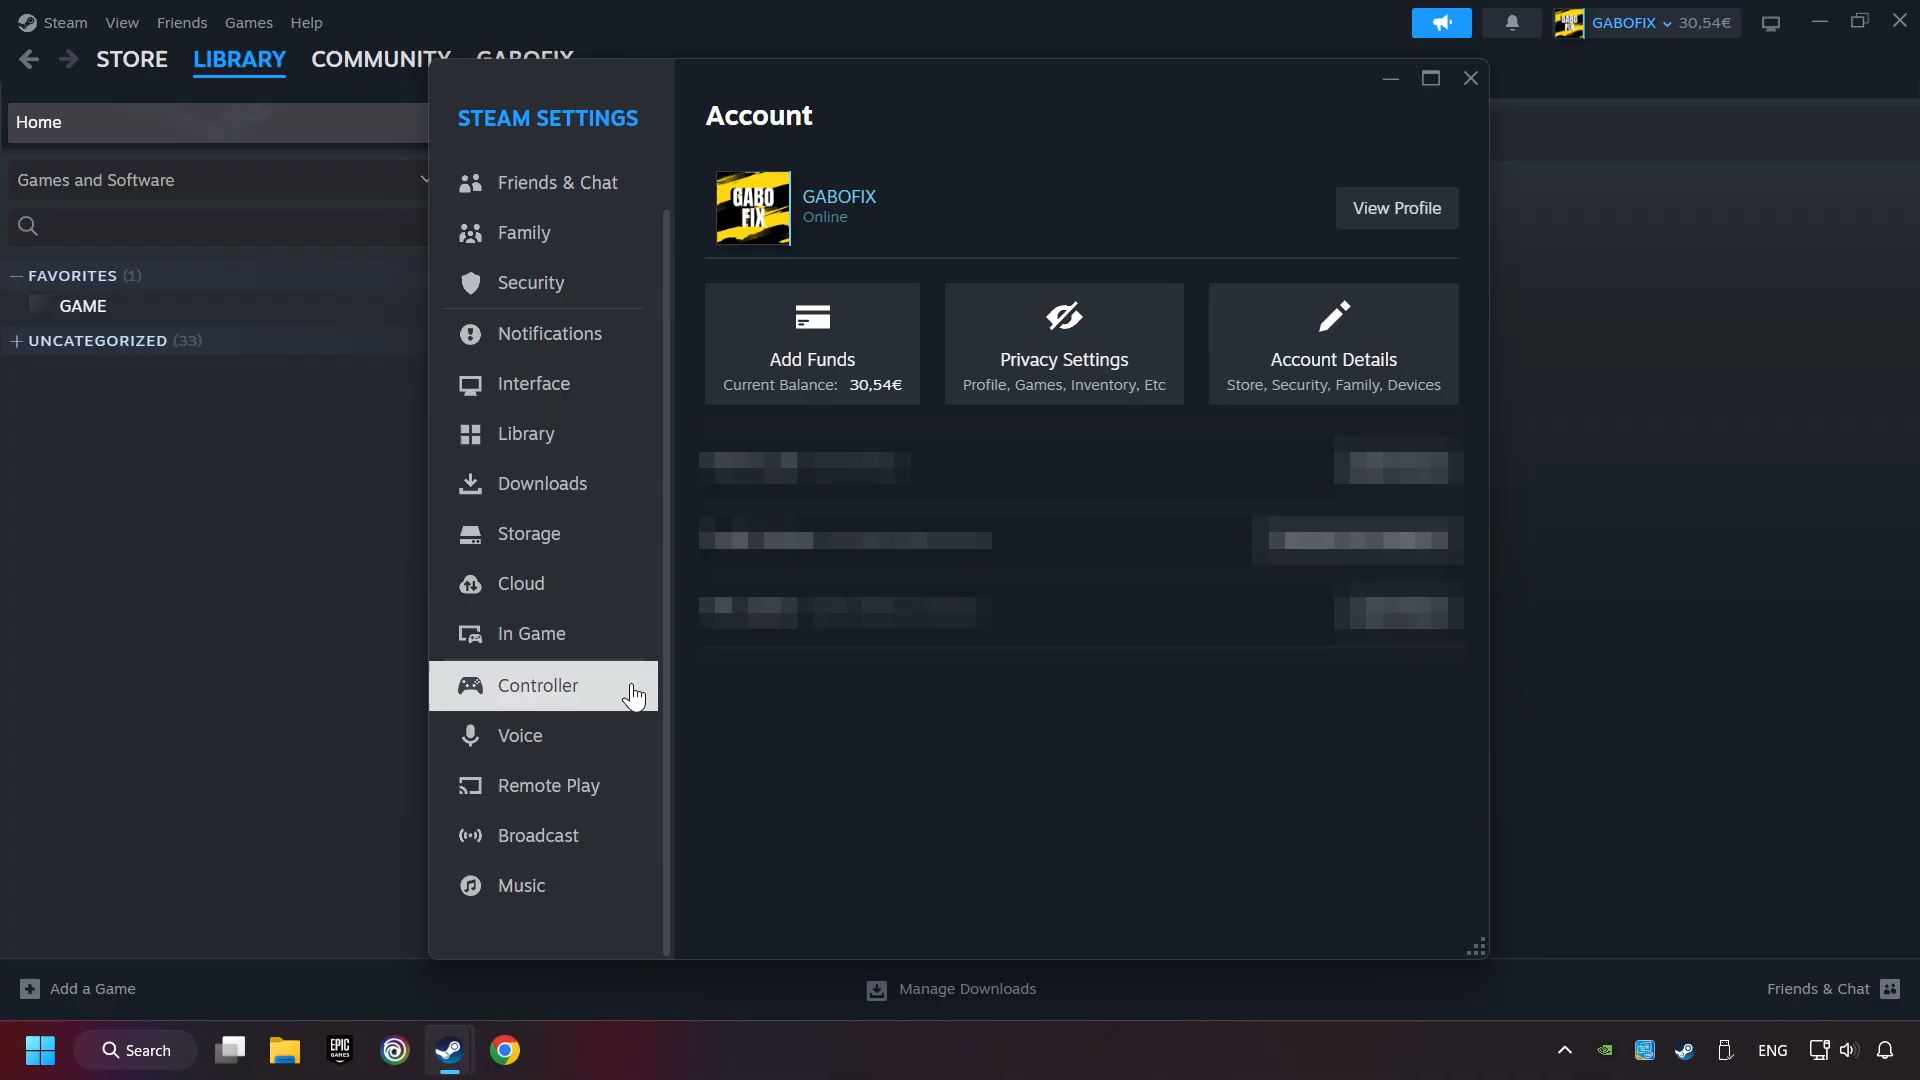 Steam View Friends Games Help
GABOFIX 30,54€
STORE LIBRARY COMMUNITY GABOFIX
Home
Games and Software
FAVORITES (1)
GAME
UNCATEGORIZED (33)
STEAM SETTINGS
Friends & Chat
Family
Security
Notifications
Interface
Library
Downloads
Storage
Cloud
In Game
Controller
Voice
Remote Play
Broadcast
Music
Account
GABO
FIX
GABOFIX
Online
View Profile
Add Funds
Current Balance: 30,54€
Privacy Settings
Profile, Games, Inventory, Etc
Account Details
Store, Security, Family, Devices
Add a Game
Manage Downloads
Friends & Chat
Search
EPIC
GAMES
ENG